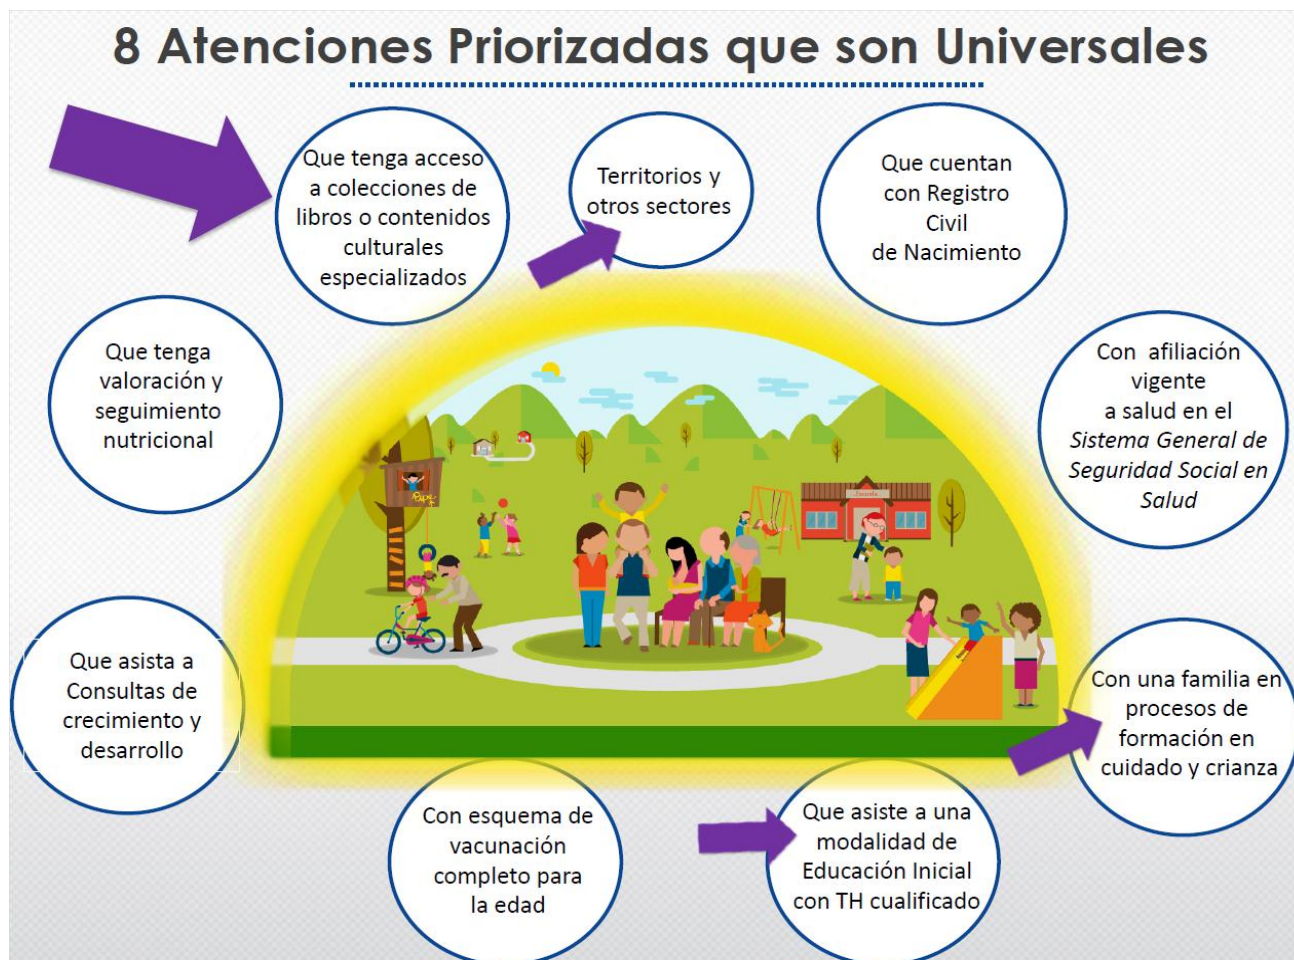 8 Atenciones Priorizadas que son Universales
Que tenga acceso
a colecciones de
libros o contenidos
culturales
especializados
Territorios y
otros sectores
Que cuentan
con Registro
Civil
de Nacimiento
Que tenga
valoración y
seguimiento
nutricional
Con afiliación
vigente
a salud en el
Sistema General de
Seguridad Social en
Salud
Que asista a
Consultas de
crecimiento y
desarrollo
Con una familia en
procesos de
formación en
cuidado y crianza
Con esquema de
vacunación
completo para
la edad
Que asiste a una
modalidad de
Educación Inicial
con TH cualificado